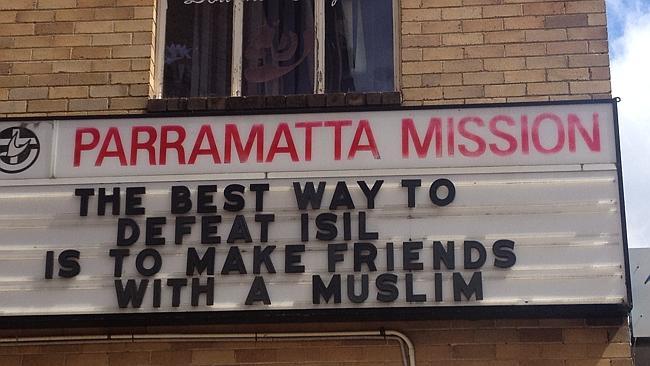 PARRAMATTA MISSION
THE BEST WAY TO
DEFEAT ISIL
IS TO MAKE FRIENDS
WITH A MUSLIM